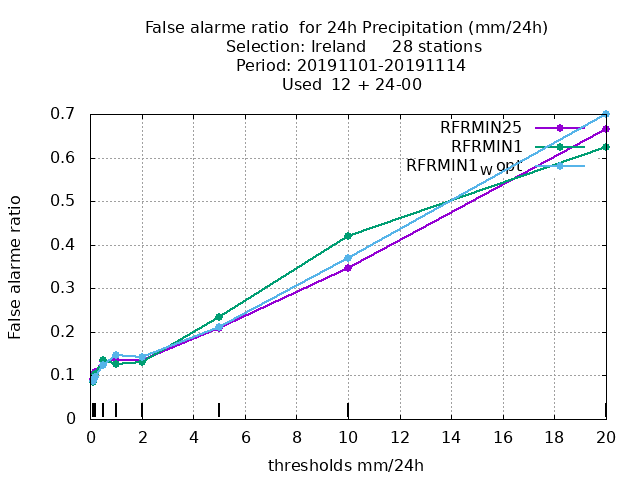 False alarme ratio  for 24h Precipitation (mm/24h)
Selection: Ireland     28 stations
Period: 20191101-20191114
Used  12 + 24-00
RFRMIN25
RFRMIN1
RFRMIN1w opt
0.7
0.6
0.5
0.4
0.3
0.2
0.1
0
False alarme ratio
0 2 4 6 8 10 12 14 16 18 20
thresholds mm/24h